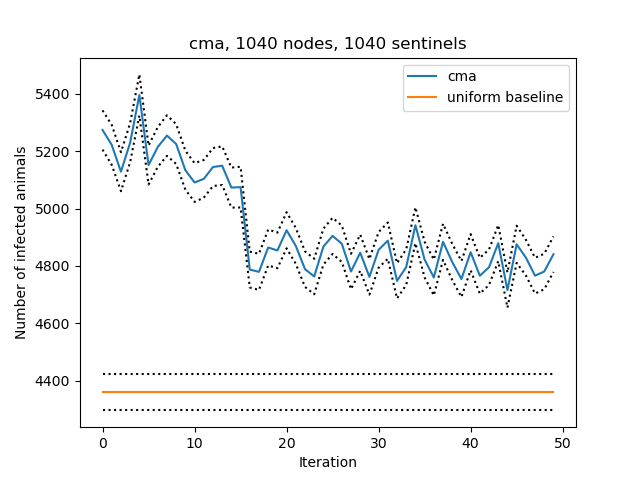 cma, 1040 nodes, 1040 sentinels
cma
uniform baseline
Number of infected animals
5400
5200
5000
4800
4600
4400
0 10 20 30 40 50
Iteration